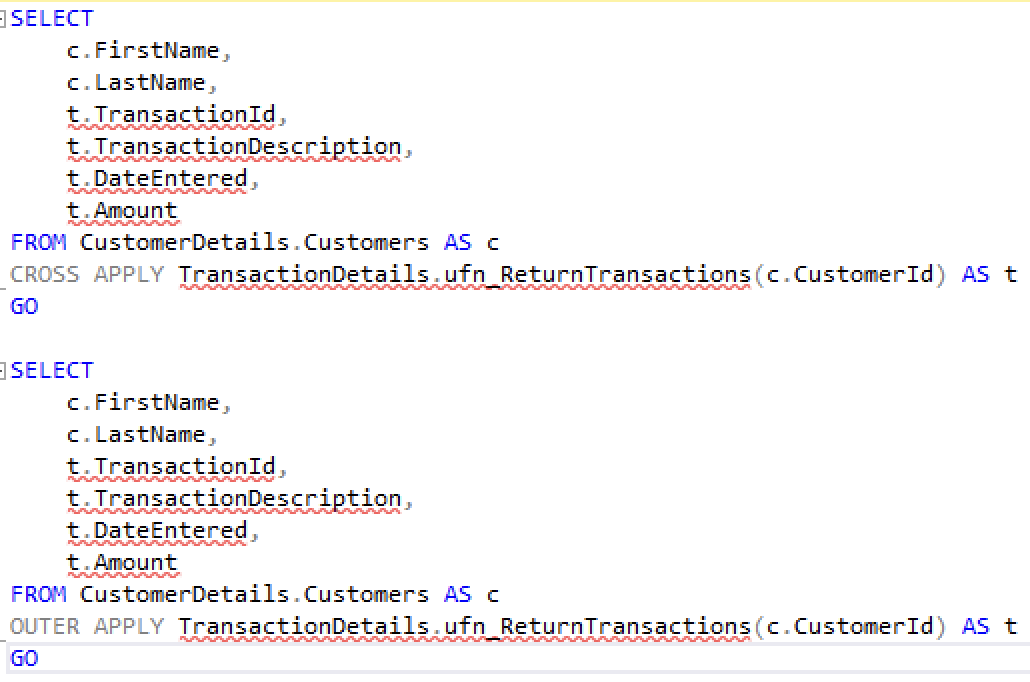 SELECT
    c.FirstName,
    c.LastName,
    t.TransactionId,
    t.TransactionDescription,
    t.DateEntered,
    t.Amount
FROM CustomerDetails.Customers AS c
CROSS APPLY TransactionDetails.ufn_ReturnTransactions(c.CustomerId) AS t
GO

SELECT
    c.FirstName,
    c.LastName,
    t.TransactionId,
    t.TransactionDescription,
    t.DateEntered,
    t.Amount
FROM CustomerDetails.Customers AS c
OUTER APPLY TransactionDetails.ufn_ReturnTransactions(c.CustomerId) AS t
GO